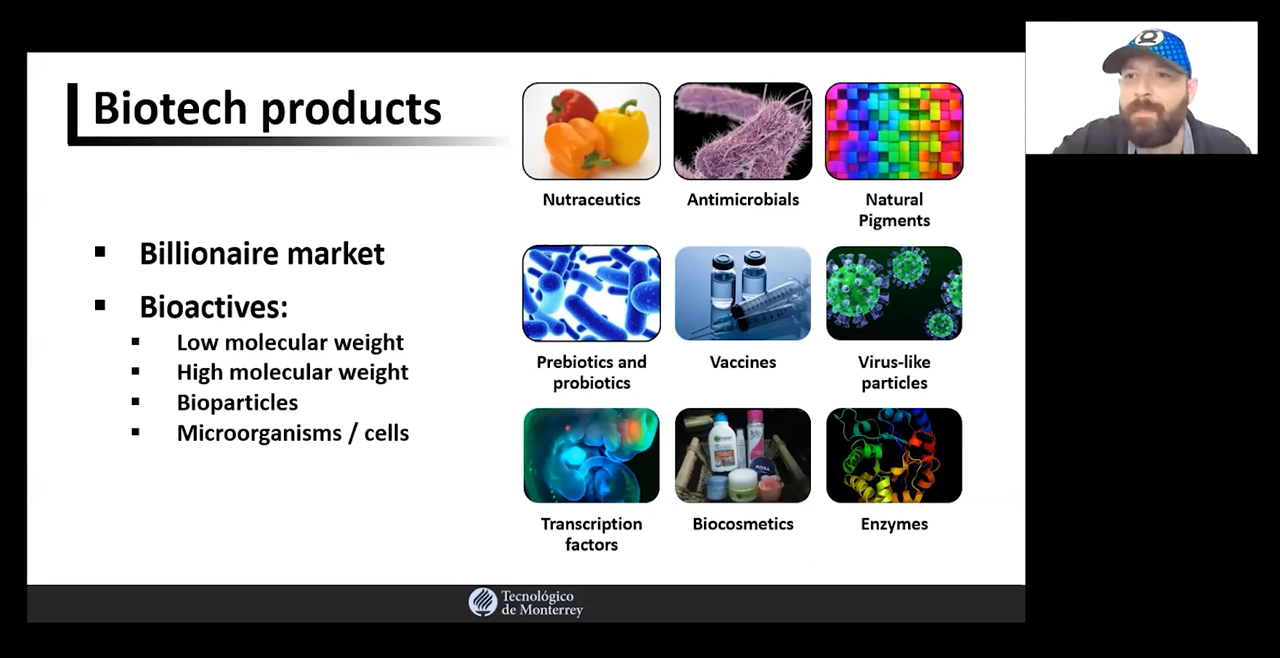 Biotech products
▪ Billionaire market
▪ Bioactives:
▪ Low molecular weight
▪ High molecular weight
▪ Bioparticles
▪ Microorganisms / cells
Nutraceutics
Antimicrobials
Natural
Pigments
Prebiotics and
probiotics
Vaccines
Virus-like
particles
Transcription
factors
NIVEA
Biocosmetics
Enzymes
Tecnológico
de Monterrey